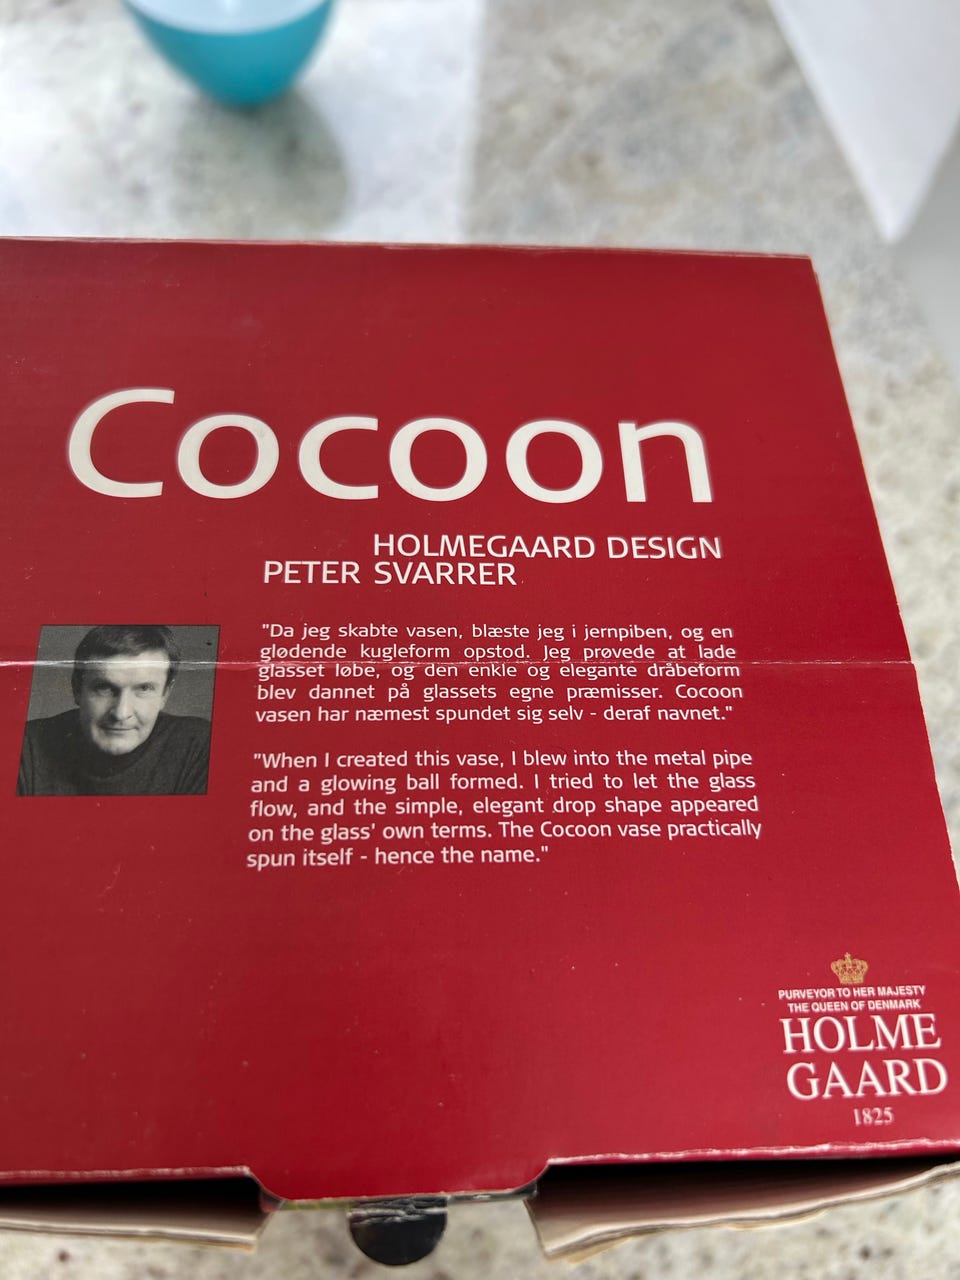 Cocoon
HOLMEGAARD DESIGN
PETER SVARRER
"Da jeg skabte vasen, blæste jeg i jernpiben, og en
glødende kugleform opstod. Jeg prøvede at lade
glasset løbe, og den enkle og elegante dråbeform
blev dannet på glassets egne præmisser. Cocoon
vasen har næmest spundet sig selv - deraf navnet."
"When I created this vase, I blew into the metal pipe
and a glowing ball formed. I tried to let the glass
flow, and the simple, elegant drop shape appeared
on the glass' own terms. The Cocoon vase practically
spun itself - hence the name."
PURVEYOR TO HER MAJESTY
THE QUEEN OF DENMARK
HOLME
GAARD
1825